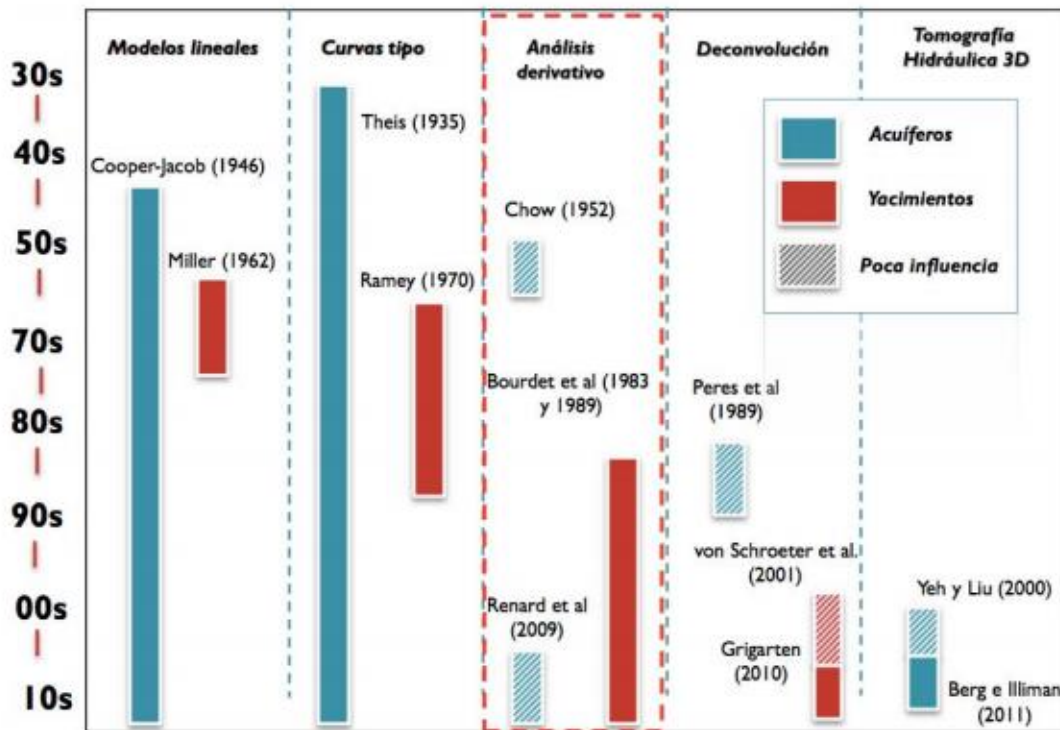 Modelos lineales
Curvas tipo
Análisis
derivativo
Deconvolución
Tomografía
Hidráulica 3D
30s
40s
50s
70s
80s
90s
00s
10s
Cooper-Jacob (1946)
Miller (1962)
Theis (1935)
Ramey (1970)
Chow (1952)
Bourdet et al (1983
y 1989)
Renard et al
(2009)
Peres et al
(1989)
von Schroeter et al.
(2001)
Grigarten
(2010)
Yeh y Liu (2000)
Berg e Illiman
(2011)
Acuíferos
Yacimientos
Poca influencia